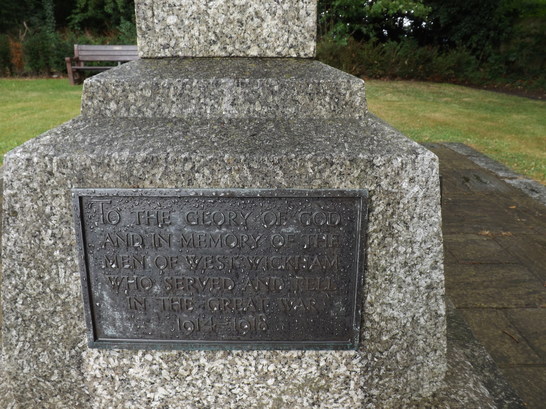 TO THE GLORY OF GOD
AND IN MEMORY OF THE
MEN OF WEST WICKHAM
WHO SERVED AND FELL
IN THE GREAT WAR
1914-1918